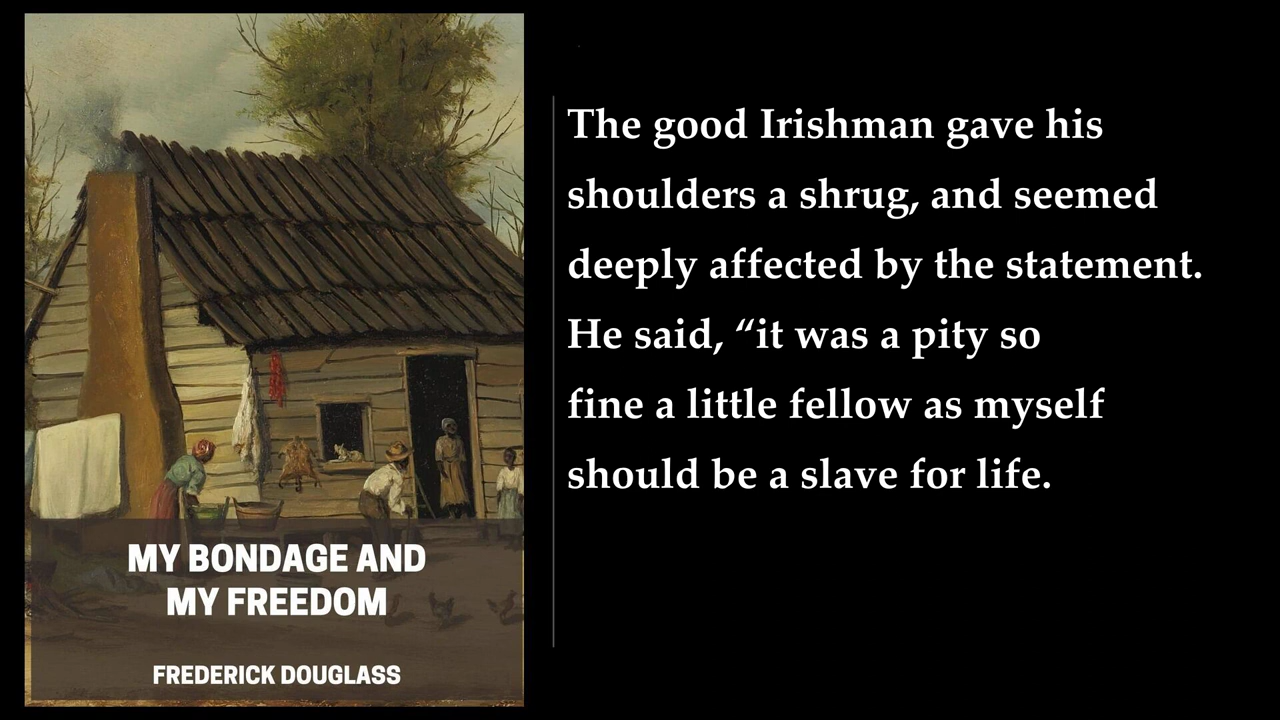 MY BONDAGE AND
MY FREEDOM
FREDERICK DOUGLASS
The good Irishman gave his
shoulders a shrug, and seemed
deeply affected by the statement.
He said, “it was a pity so
fine a little fellow as myself
should be a slave for life.